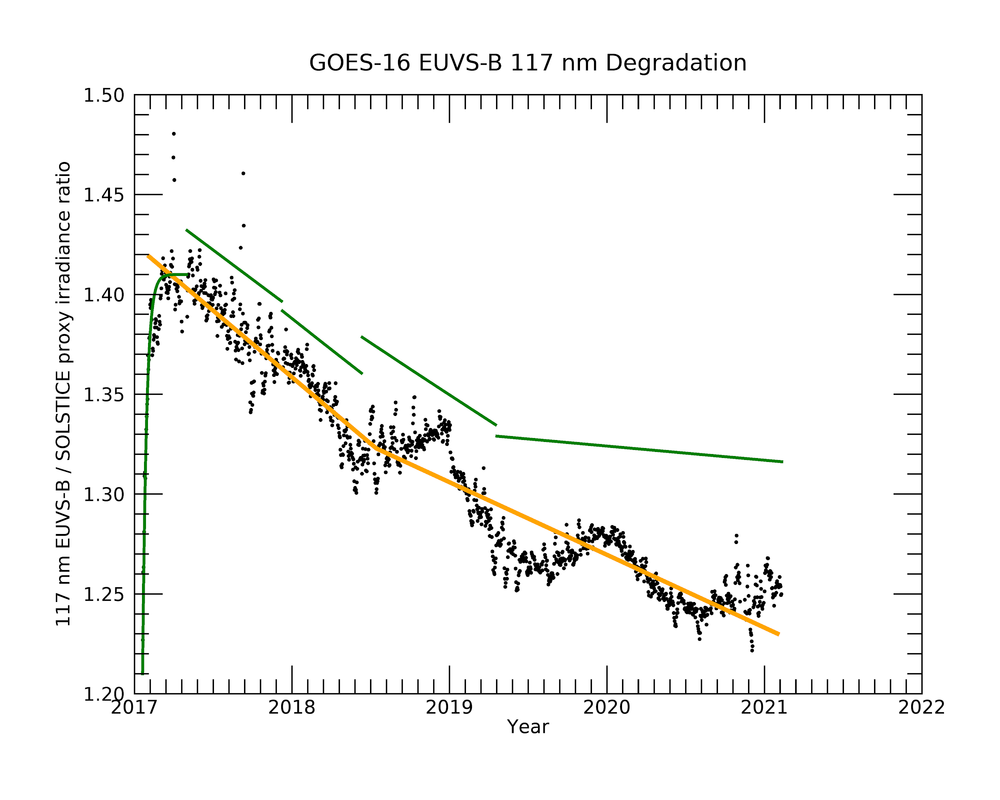 GOES-16 EUVS-B 117 nm Degradation
117 nm EUVS-B / SOLSTICE proxy irradiance ratio
1.50
1.45
1.40
1.35
1.30
1.25
1.20
2017 2018 2019 2020 2021 2022
Year